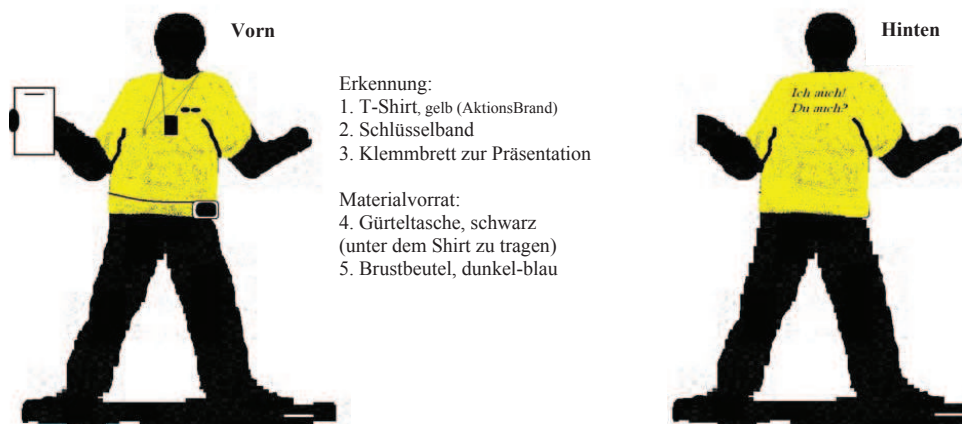 Vorn
Erkennung:
1. T-Shirt, gelb (AktionsBrand)
2. Schlüsselband
3. Klemmbrett zur Präsentation
Materialvorrat:
4. Gürteltasche, schwarz
(unter dem Shirt zu tragen)
5. Brustbeutel, dunkel-blau
Hinten
Ich auch!
Du auch?